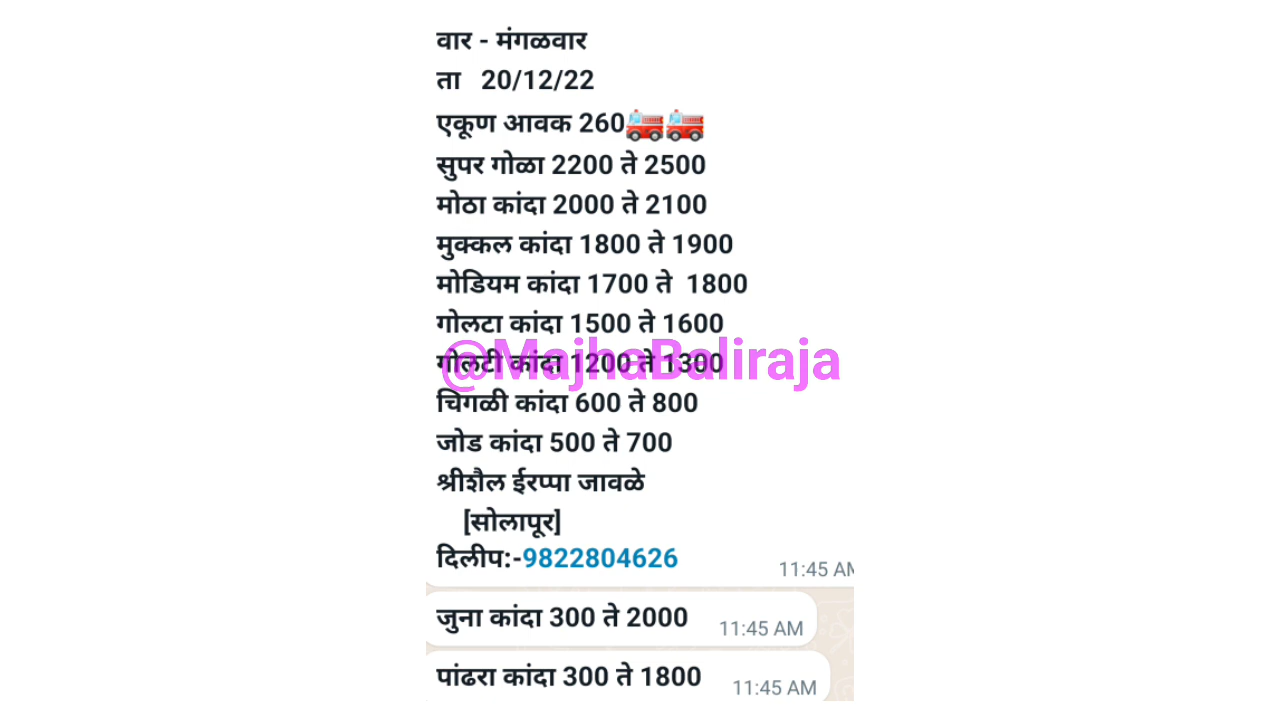 वार - मंगळवार
ता 20/12/22
एकूण आवक 260🚒🚒
सुपर गोळा 2200 ते 2500
मोठा कांदा 2000 ते 2100
मुक्कल कांदा 1800 ते 1900
मोडियम कांदा 1700 ते 1800
गोलटा कांदा 1500 ते 1600
गोलटी कांदा 1200 ते 1300
@MajhaBaliraja
चिगळी कांदा 600 ते 800
जोड कांदा 500 ते 700
श्रीशैल ईरप्पा जावळे
[सोलापूर]
दिलीप:-9822804626
11:45 AM
जुना कांदा 300 ते 2000
11:45 AM
पांढरा कांदा 300 ते 1800
11:45 AM